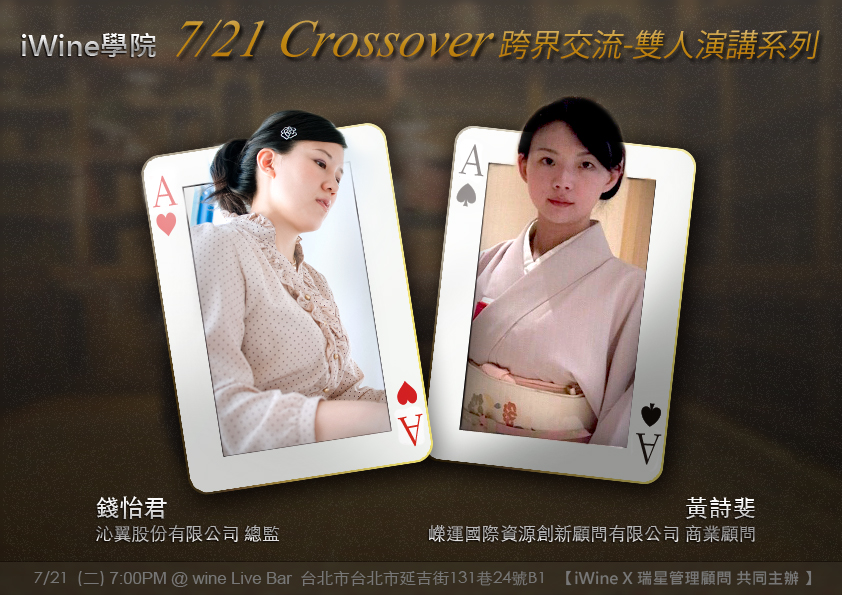 iWine學院 7/21 Crossover 跨界交流-雙人演講系列
A
A
A
A
錢怡君
沁翼股份有限公司 總監
黃詩斐
嶸運國際資源創新顧問有限公司 商業顧問
7/21 (二) 7:00PM @ wine Live Bar 台北市台北市延吉街131巷24號B1 【 iWine X 瑞星管理顧問 共同主辦 】